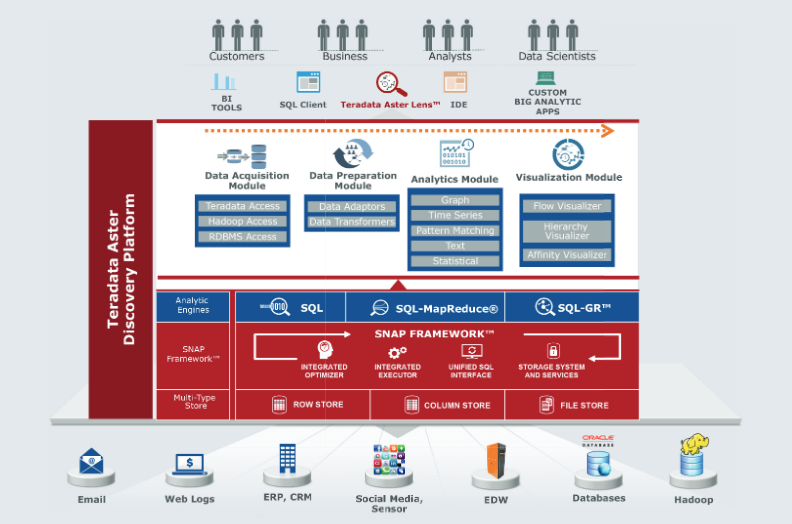 Customers
Business
Analysts
Data Scientists
BI
TOOLS
SQL Client
Teradata Aster Lens™
IDE
CUSTOM
BIG ANALYTIC
APPS
Teradata Aster
Discovery Platform
Data Acquisition
Module
Teradata Access
Hadoop Access
RDBMS Access
Data Preparation
Module
Data Adaptors
Data Transformers
010101
001010
Analytics Module
Graph
Time Series
Pattern Matching
Text
Statistical
Visualization Module
Flow Visualizer
Hierarchy
Visualizer
Affinity Visualizer
Analytic
Engines
SQL
SQL-MapReduce®
SQL-GR™
SNAP
Framework™
SNAP FRAMEWORK™
INTEGRATED
OPTIMIZER
INTEGRATED
EXECUTOR
UNIFIED SQL
INTERFACE
STORAGE SYSTEM
AND SERVICES
Multi-Type
Store
ROW STORE
COLUMN STORE
FILE STORE
@
$
ORACLE
DATABASE
Email
Web Logs
ERP, CRM
Social Media,
Sensor
EDW
Databases
Hadoop